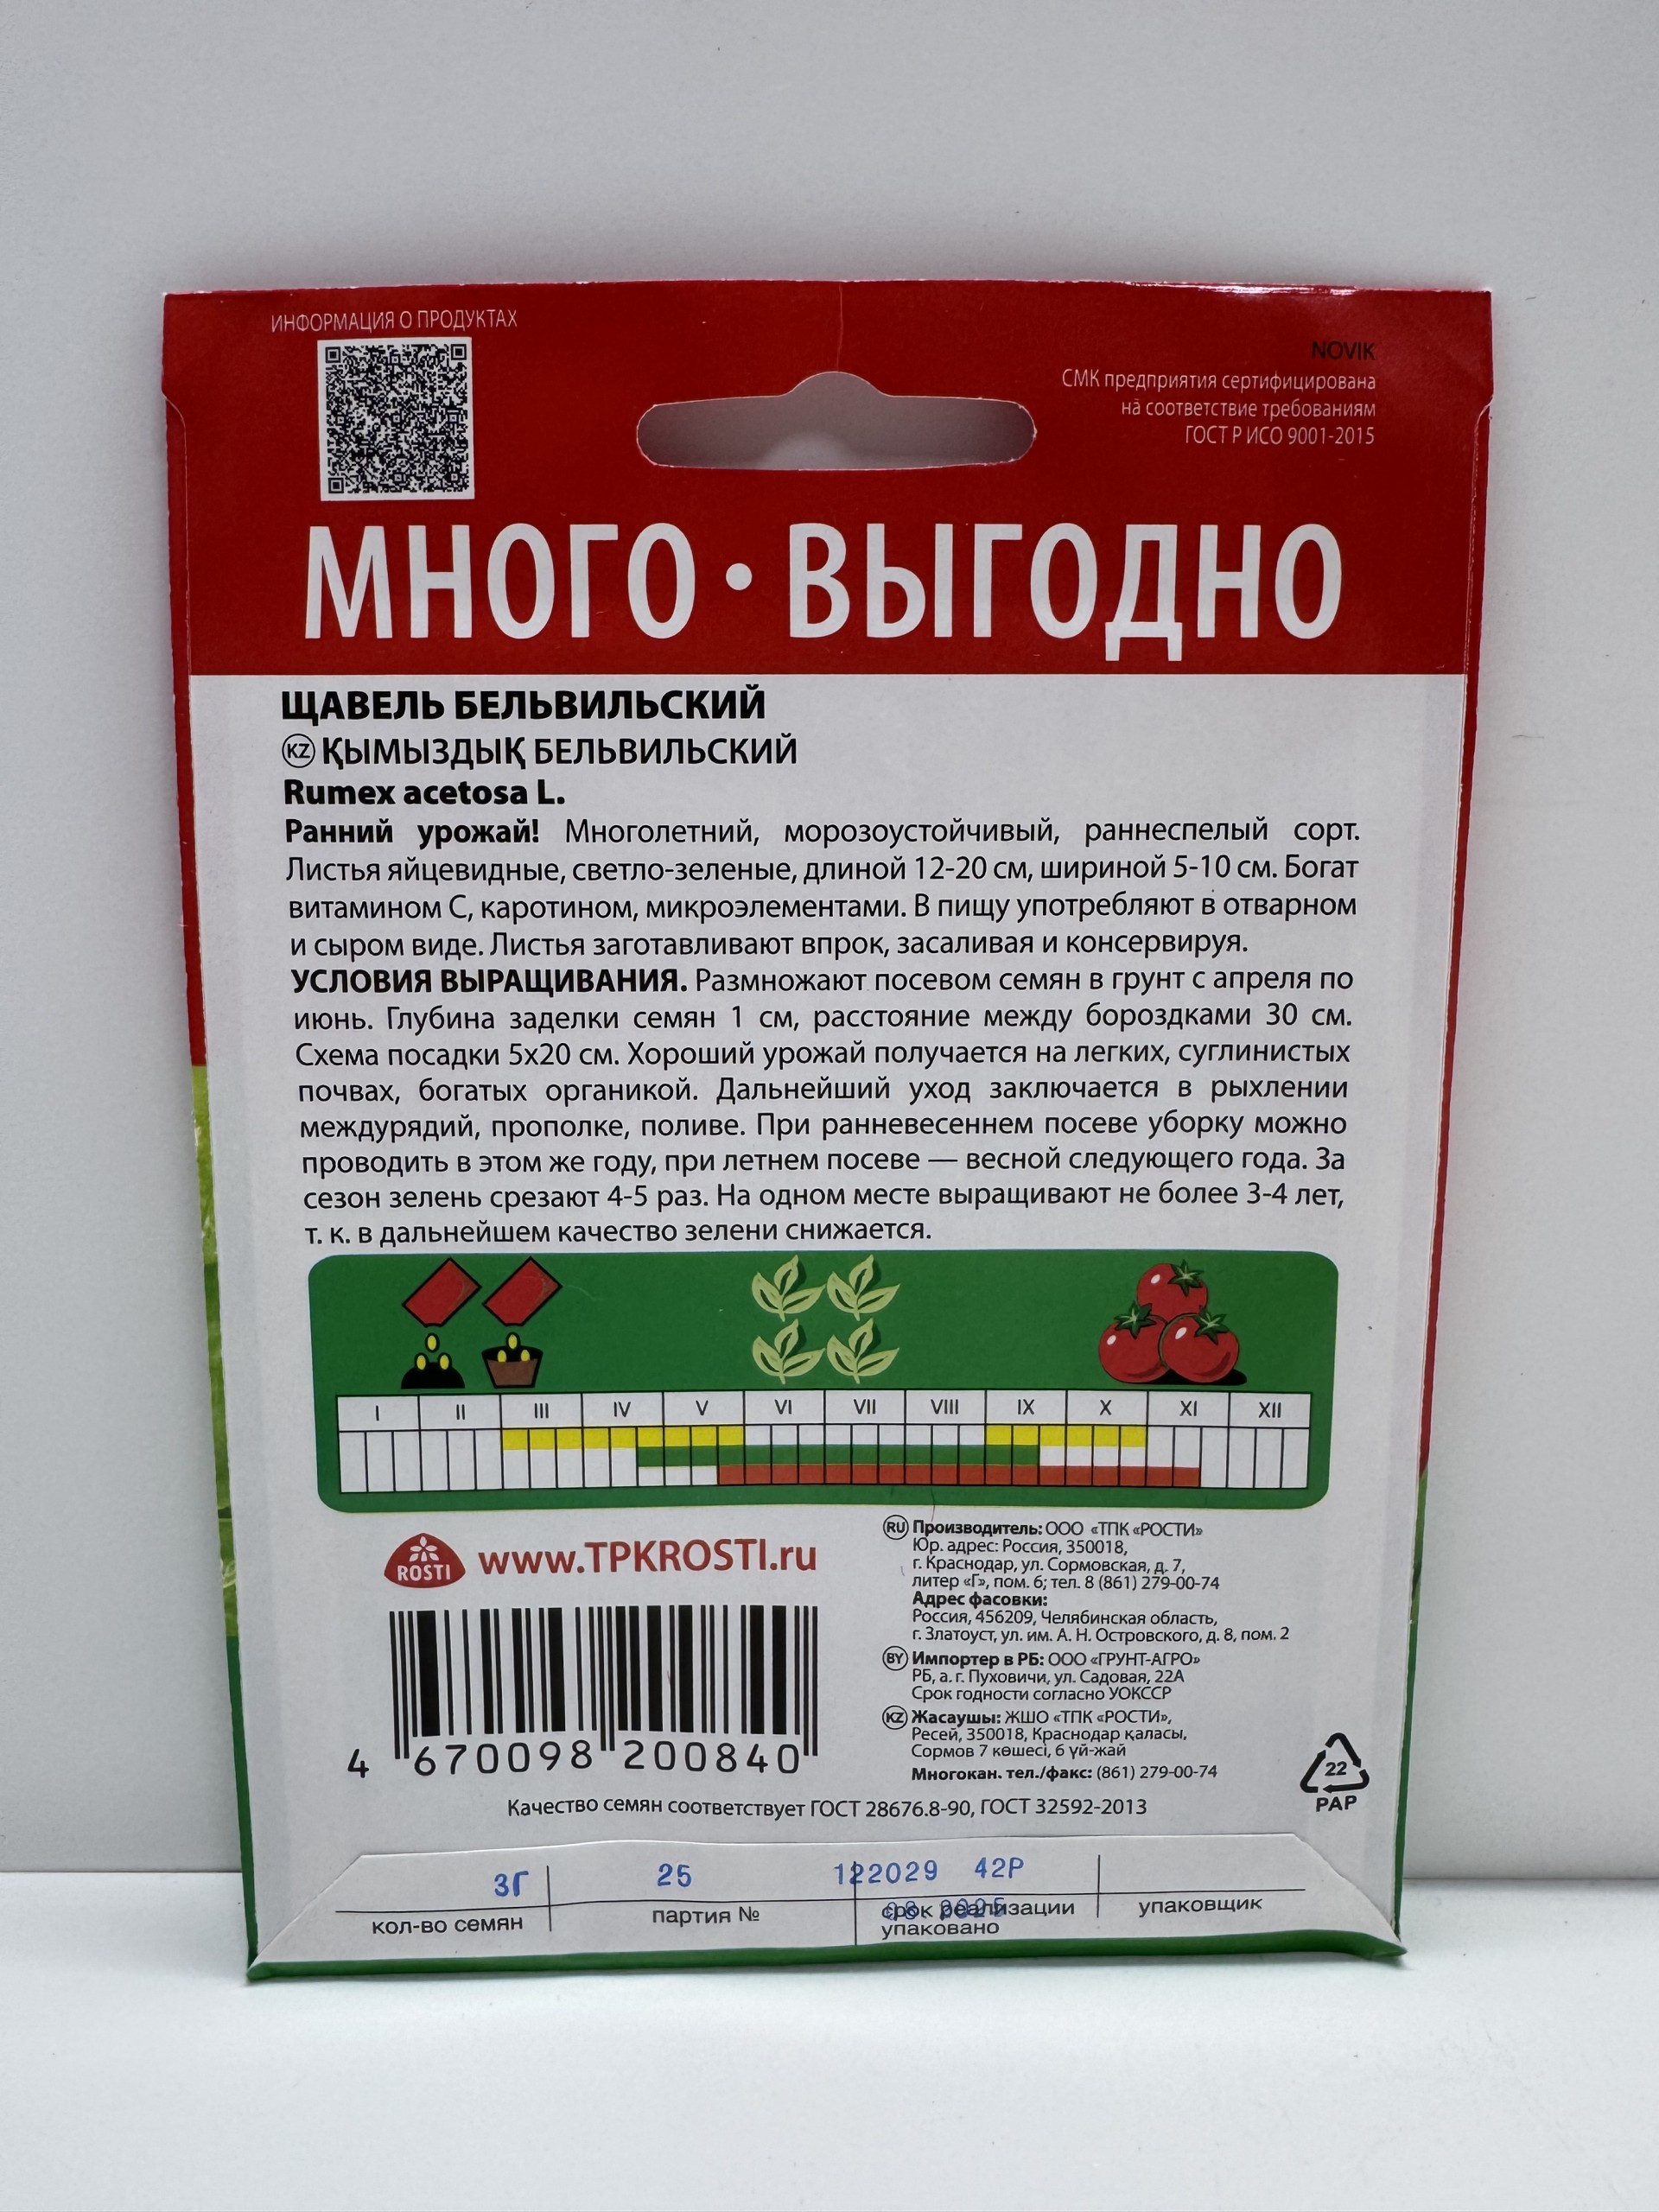 ИНФОРМАЦИЯ О ПРОДУКТАХ
NOVIK
СМК предприятия сертифицирована
на соответствие требованиям
ГОСТ Р ИСО 9001-2015
МНОГО • ВЫГОДНО
ЩАВЕЛЬ БЕЛЬВИЛЬСКИЙ
KZ ҚЫМЫЗДЫҚ БЕЛЬВИЛЬСКИЙ
Rumex acetosa L.
Ранний урожай! Многолетний, морозоустойчивый, раннеспелый сорт.
Листья яйцевидные, светло-зеленые, длиной 12-20 см, шириной 5-10 см. Богат
витамином С, каротином, микроэлементами. В пищу употребляют в отварном
и сыром виде. Листья заготавливают впрок, засаливая и консервируя.
УСЛОВИЯ ВЫРАЩИВАНИЯ. Размножают посевом семян в грунт с апреля по
июнь. Глубина заделки семян 1 см, расстояние между бороздками 30 см.
Схема посадки 5х20 см. Хороший урожай получается на легких, суглинистых
почвах, богатых органикой. Дальнейший уход заключается в рыхлении
междурядий, прополке, поливе. При ранневесеннем посеве уборку можно
проводить в этом же году, при летнем посеве — весной следующего года. За
сезон зелень срезают 4-5 раз. На одном месте выращивают не более 3-4 лет,
т. к. в дальнейшем качество зелени снижается.
I II III IV V VI VII VIII IX X XI XII
ROSTI www.TPKROSTI.ru
RU Производитель: ООО «ТПК «РОСТИ»
Юр. адрес: Россия, 350018,
г. Краснодар, ул. Сормовская, д. 7,
литер «Г», пом. 6; тел. 8 (861) 279-00-74
Адрес фасовки:
Россия, 456209, Челябинская область,
г. Златоуст, ул. им. А. Н. Островского, д. 8, пом. 2
BY Импортер в РБ: ООО «ГРУНТ-АГРО»
РБ, а. г. Пуховичи, ул. Садовая, 22А
Срок годности согласно УОКССР
KZ Жасаушы: ЖШО «ТПК «РОСТИ»,
Ресей, 350018, Краснодар қаласы,
Сормов 7 көшесі, 6 үй-жай
Многокан. тел./факс: (861) 279-00-74
4 670098 200840
22
PAP
Качество семян соответствует ГОСТ 28676.8-90, ГОСТ 32592-2013
3Г 25 122029 42Р
08 2025
кол-во семян партия № срок реализации упаковщик
упаковано